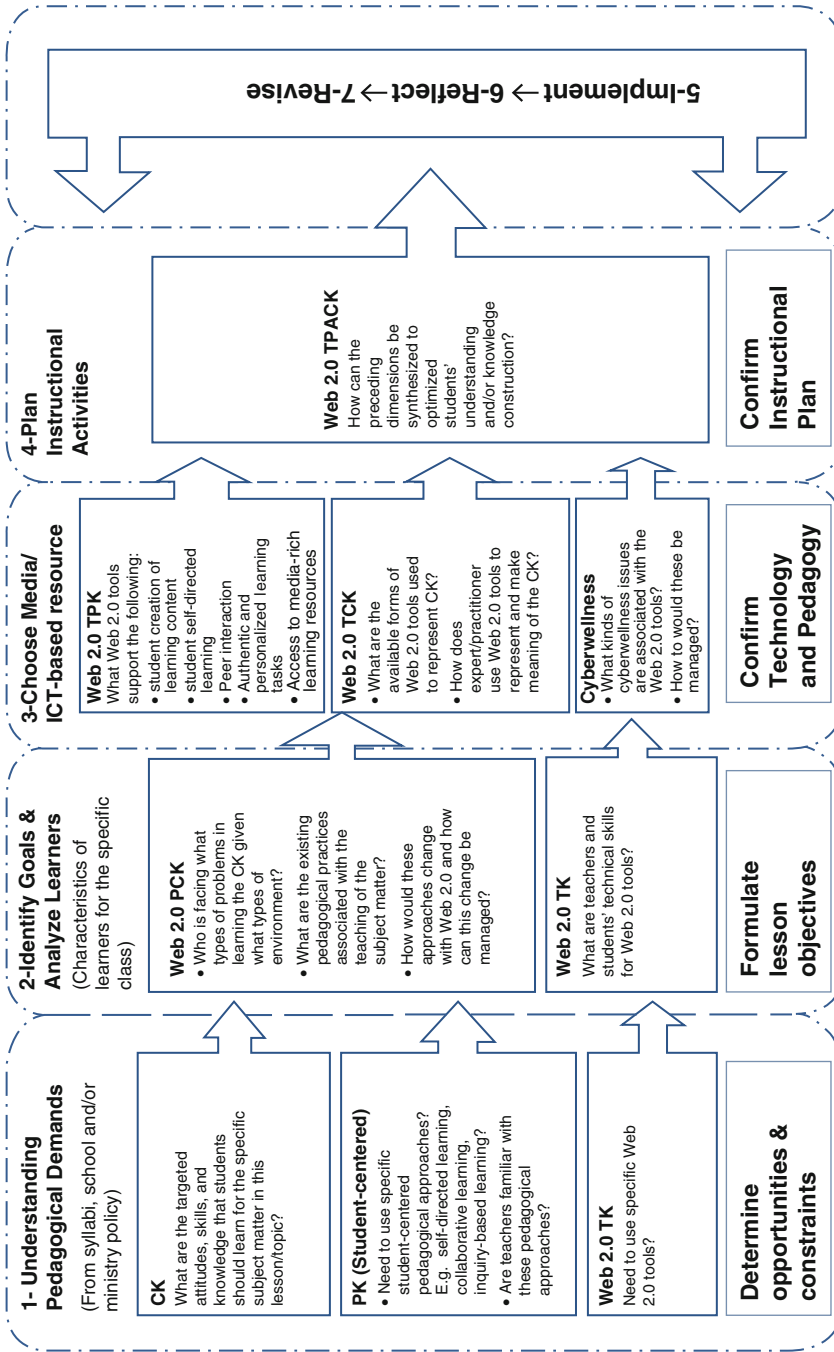 1- Understanding
Pedagogical Demands
(From syllabi, school and/or
ministry policy)
CK
What are the targeted
attitudes, skills, and
knowledge that students
should learn for the specific
subject matter in this
lesson/topic?
PK (Student-centered)
• Need to use specific
student-centered
pedagogical approaches?
E.g. self-directed learning,
collaborative learning,
inquiry-based learning?
• Are teachers familiar with
these pedagogical
approaches?
Web 2.0 TK
Need to use specific Web
2.0 tools?
Determine
opportunities &
constraints
2-Identify Goals &
Analyze Learners
(Characteristics of
learners for the specific
class)
Web 2.0 PCK
• Who is facing what
types of problems in
learning the CK given
what types of
environment?
• What are the existing
pedagogical practices
associated with the
teaching of the
subject matter?
• How would these
approaches change
with Web 2.0 and how
can this change be
managed?
Web 2.0 TK
What are teachers and
students' technical skills
for Web 2.0 tools?
Formulate
lesson
objectives
3-Choose Media/
ICT-based resource
Web 2.0 TPK
What Web 2.0 tools
support the following:
• student creation of
learning content
• student self-directed
learning
• Peer interaction
• Authentic and
personalized learning
tasks
• Access to media-rich
learning resources
Web 2.0 TCK
• What are the
available forms of
Web 2.0 tools used
to represent CK?
• How does
expert/practitioner
use Web 2.0 tools to
represent and make
meaning of the CK?
Cyberwellness
• What kinds of
cyberwellness issues
are associated with the
Web 2.0 tools?
• How to would these be
managed?
Confirm
Technology
and Pedagogy
4-Plan
Instructional
Activities
Web 2.0 TPACK
How can the
preceding
dimensions be
synthesized to
optimized
students'
understanding
and/or knowledge
construction?
Confirm
Instructional
Plan
5-Implement → 6-Reflect → 7-Revise